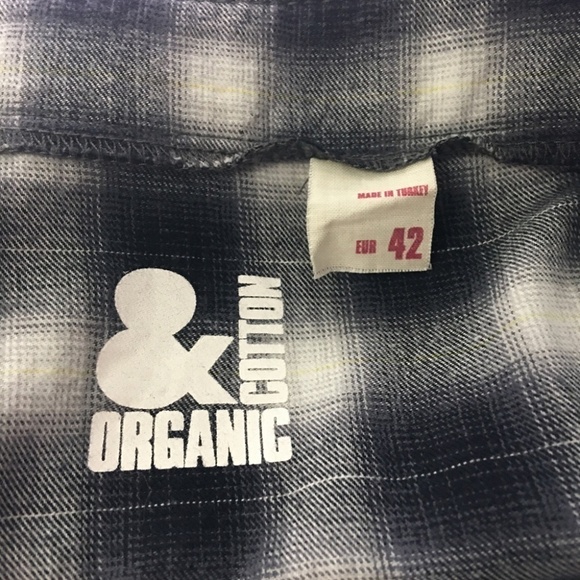 MADE IN TURKEY
EUR 42
&
COTTON
ORGANIC